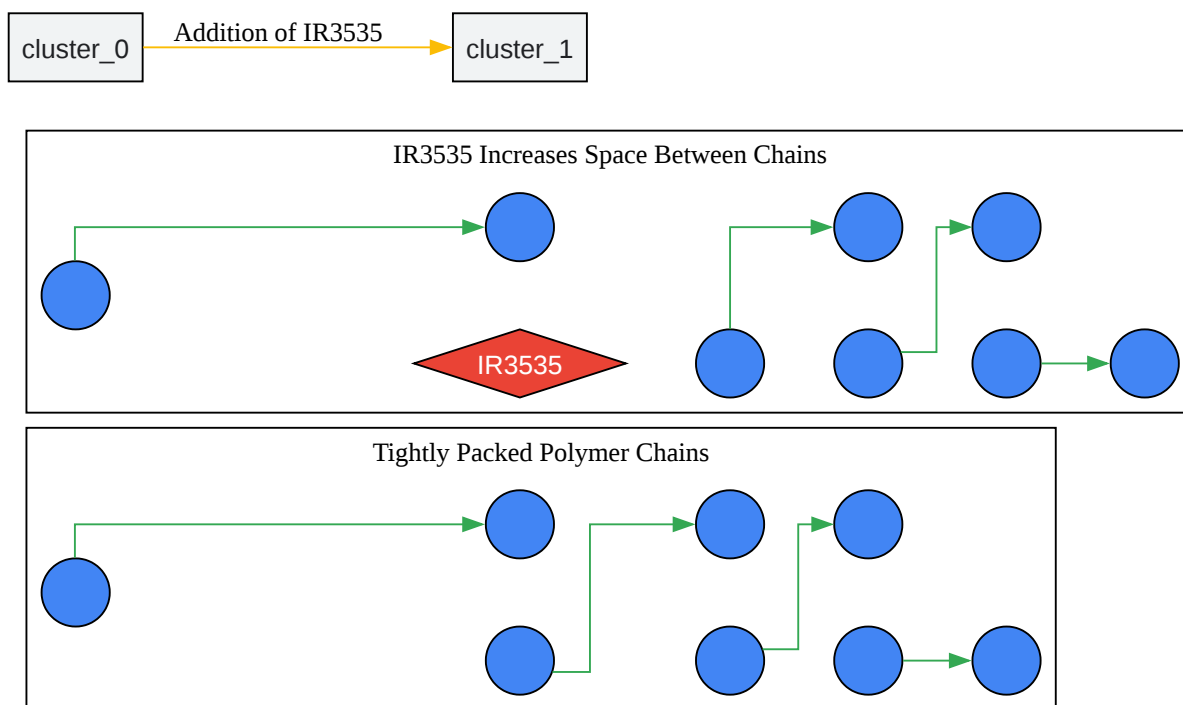 cluster_0
Addition of IR3535
cluster_1
IR3535 Increases Space Between Chains
IR3535
Tightly Packed Polymer Chains